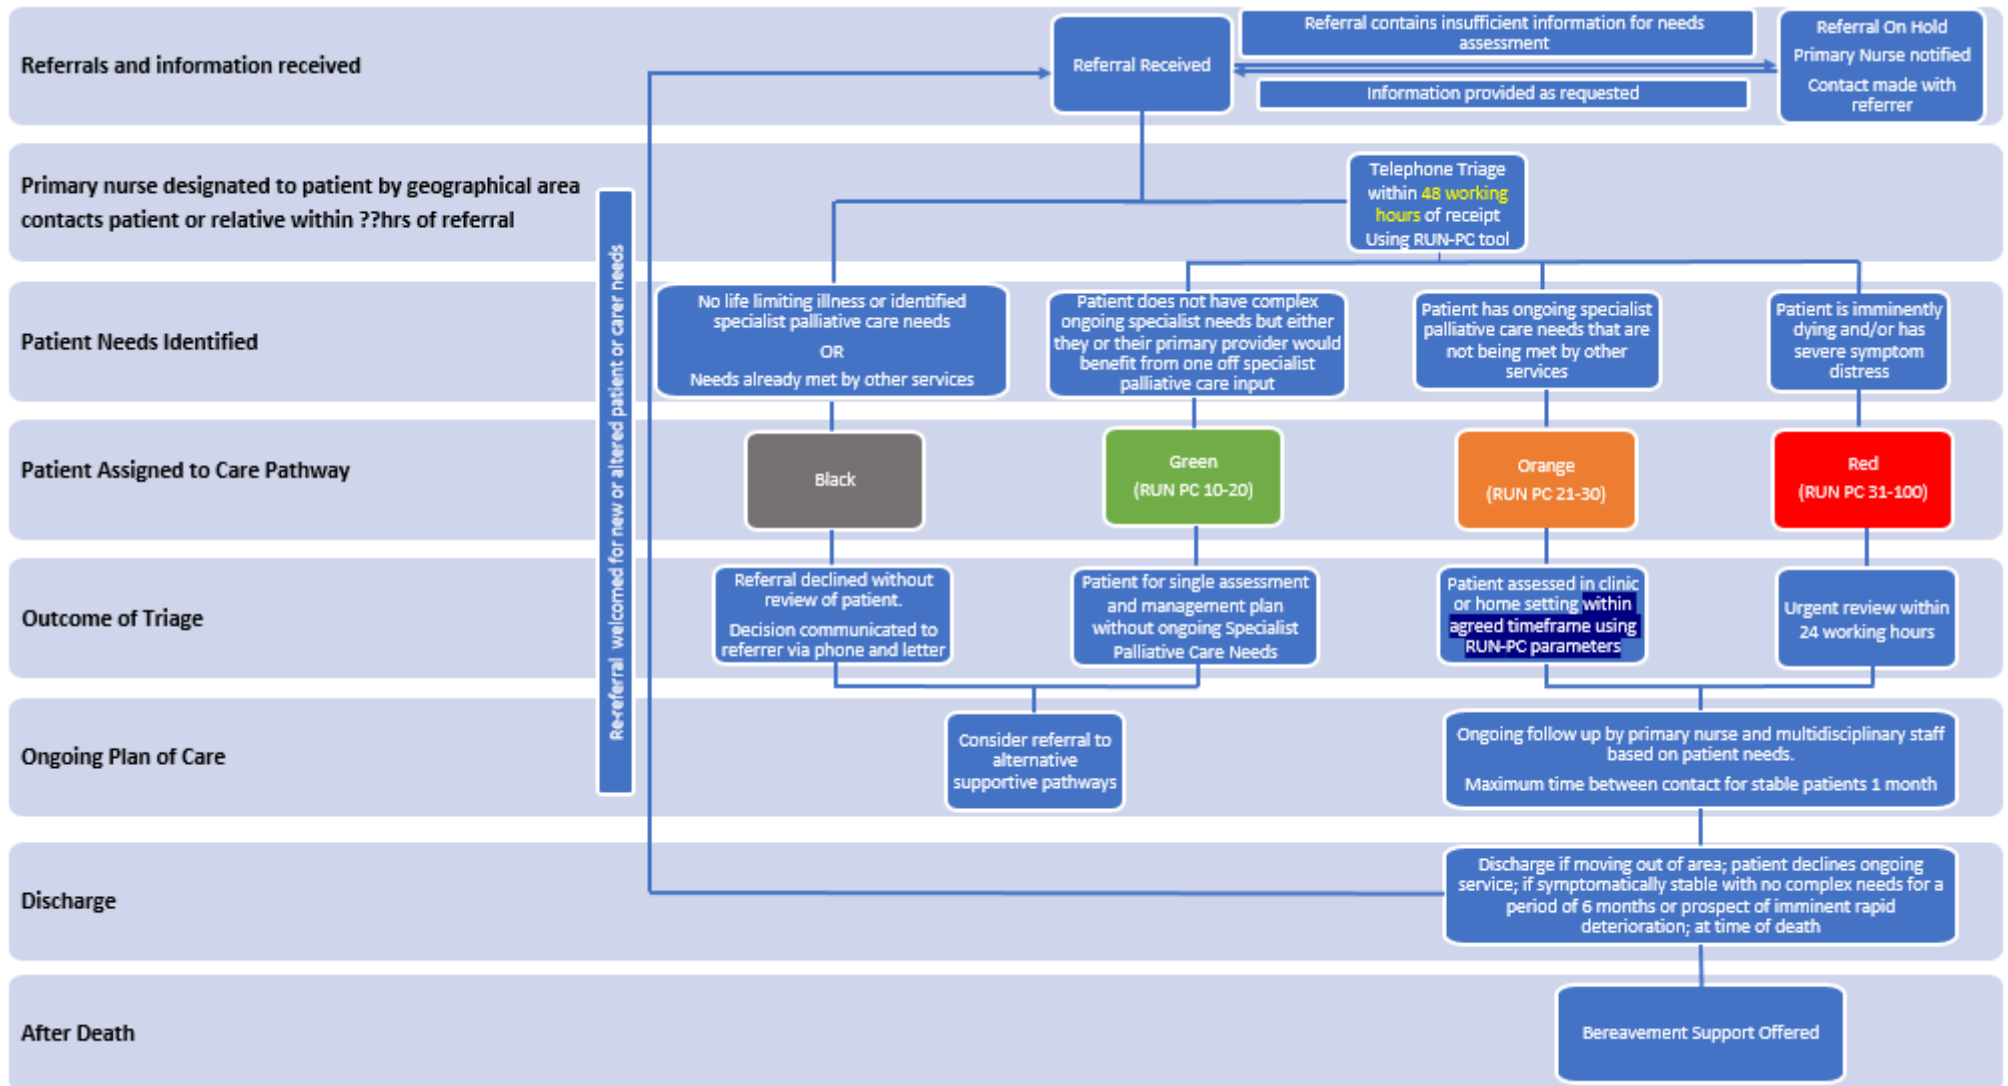 Referrals and information received
Referral Received
Referral contains insufficient information for needs
assessment
Information provided as requested
Referral On Hold
Primary Nurse notified
Contact made with
referrer
Primary nurse designated to patient by geographical area
contacts patient or relative within ??hrs of referral
Telephone Triage
within 48 working
hours of receipt
Using RUN-PC tool
Re-referral welcomed for new or altered patient or carer needs
Patient Needs Identified
No life limiting illness or identified
specialist palliative care needs
OR
Needs already met by other services
Patient does not have complex
ongoing specialist needs but either
they or their primary provider would
benefit from one off specialist
palliative care input
Patient has ongoing specialist
palliative care needs that are
not being met by other
services
Patient is imminently
dying and/or has
severe symptom
distress
Patient Assigned to Care Pathway
Black
Green
(RUN PC 10-20)
Orange
(RUN PC 21-30)
Red
(RUN PC 31-100)
Outcome of Triage
Referral declined without
review of patient.
Decision communicated to
referrer via phone and letter
Patient for single assessment
and management plan
without ongoing Specialist
Palliative Care Needs
Patient assessed in clinic
or home setting within
agreed timeframe using
RUN-PC parameters
Urgent review within
24 working hours
Ongoing Plan of Care
Consider referral to
alternative
supportive pathways
Ongoing follow up by primary nurse and multidisciplinary staff
based on patient needs.
Maximum time between contact for stable patients 1 month
Discharge
Discharge if moving out of area; patient declines ongoing
service; if symptomatically stable with no complex needs for a
period of 6 months or prospect of imminent rapid
deterioration; at time of death
After Death
Bereavement Support Offered